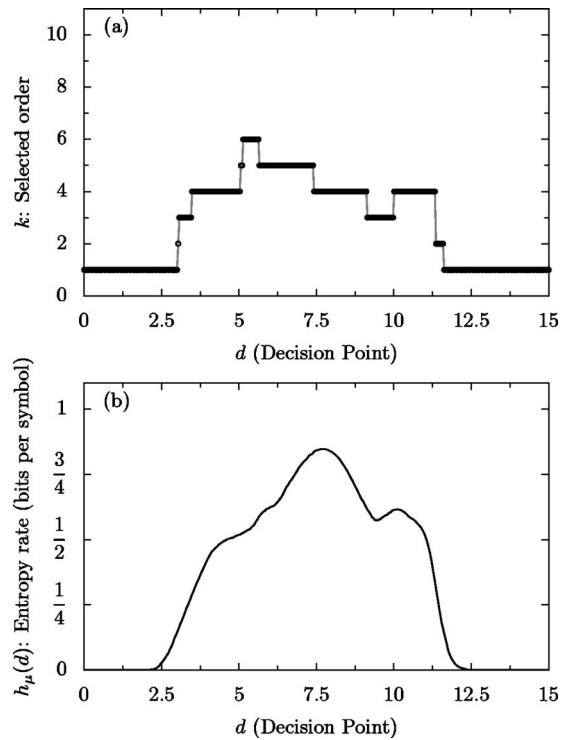 (a)
k: Selected order
10
8
6
4
2
0
0 2.5 5 7.5 10 12.5 15
d (Decision Point)
(b)
hμ(d): Entropy rate (bits per symbol)
1
3/4
1/2
1/4
0
0 2.5 5 7.5 10 12.5 15
d (Decision Point)